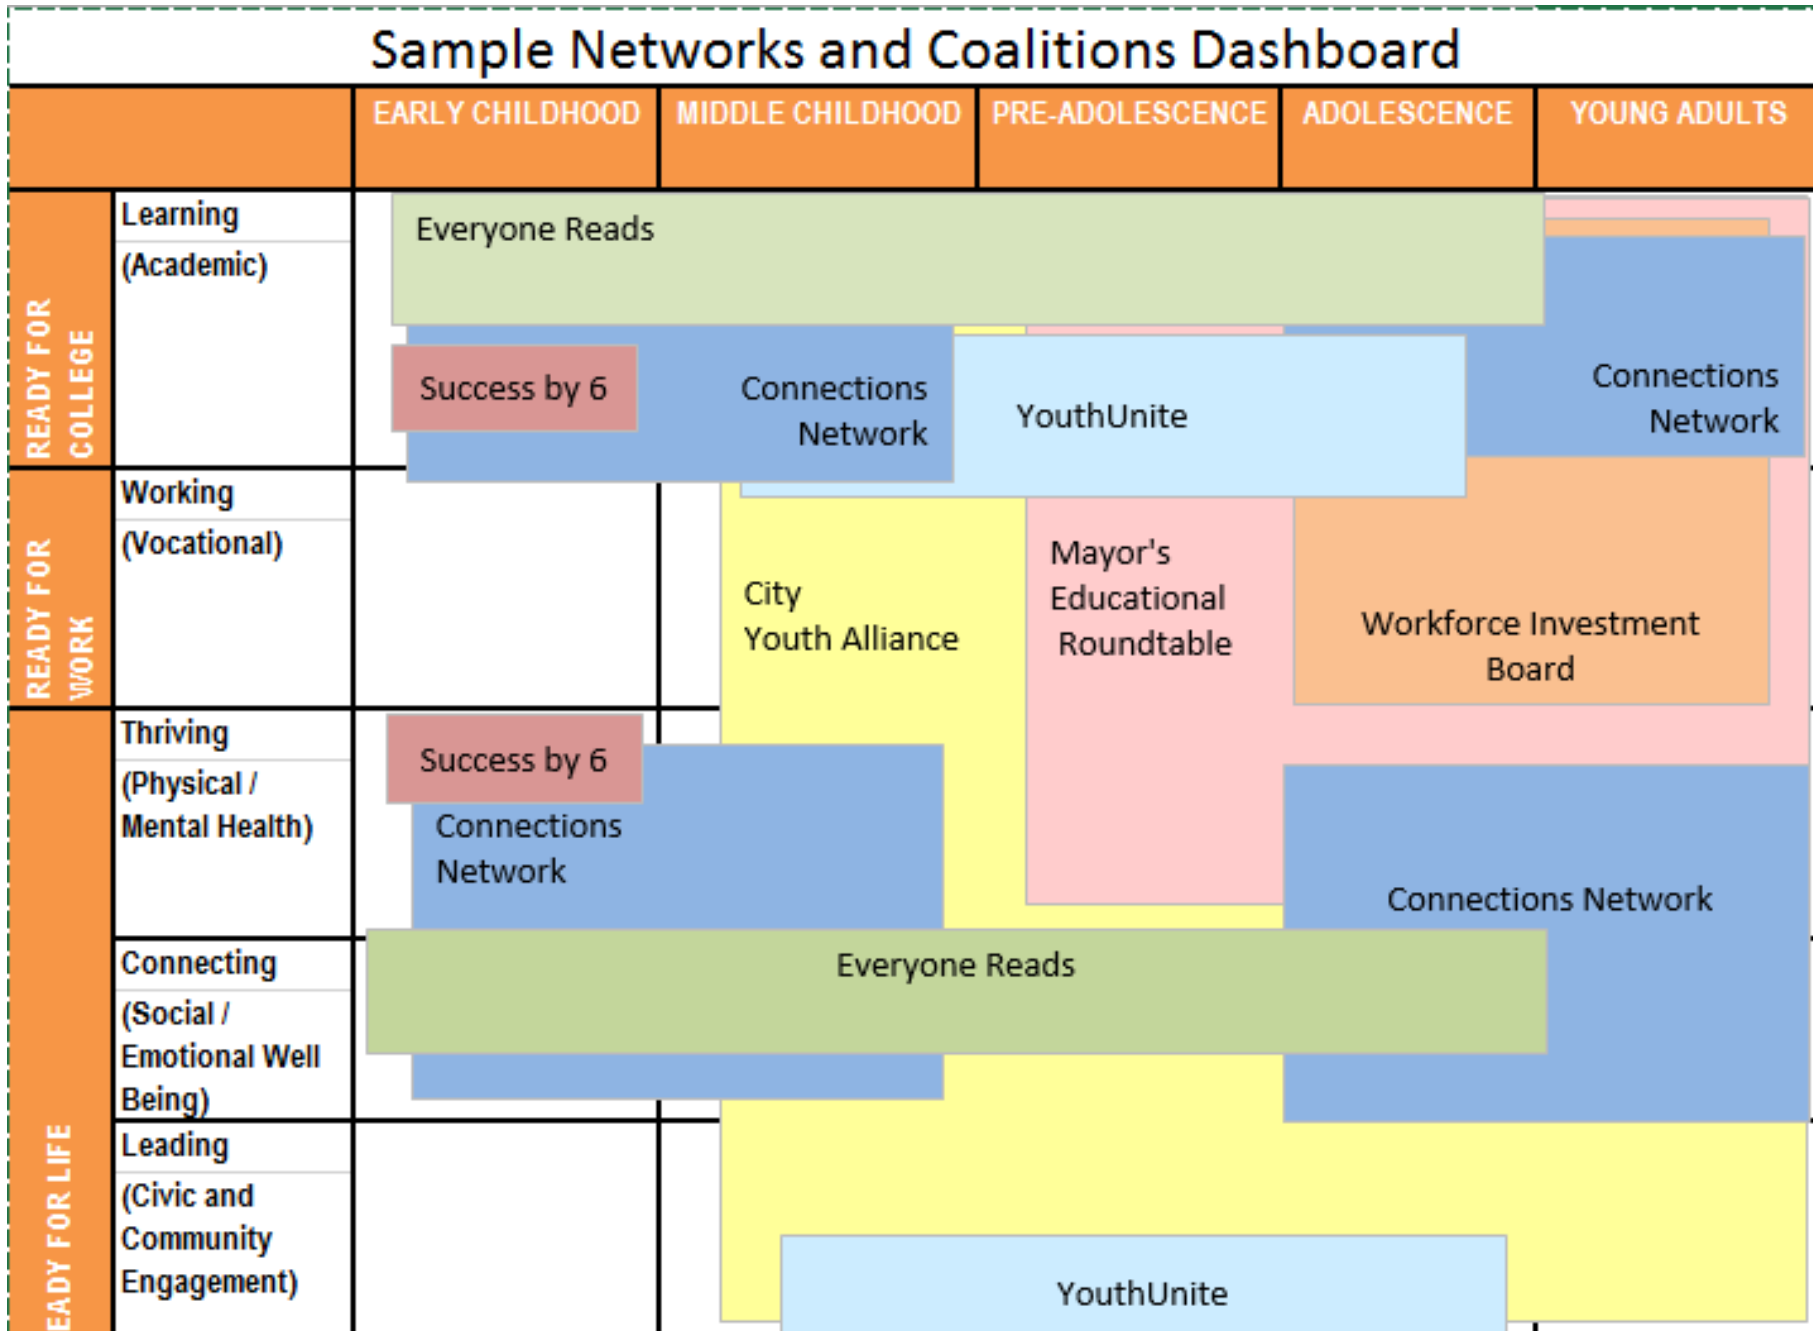 Sample Networks and Coalitions Dashboard
EARLY CHILDHOOD
MIDDLE CHILDHOOD
PRE-ADOLESCENCE
ADOLESCENCE
YOUNG ADULTS
READY FOR
COLLEGE
Learning
(Academic)
Everyone Reads
Success by 6
Connections
Network
YouthUnite
Connections
Network
READY FOR
WORK
Working
(Vocational)
City
Youth Alliance
Mayor's
Educational
Roundtable
Workforce Investment
Board
EADY FOR LIFE
Thriving
(Physical /
Mental Health)
Success by 6
Connections
Network
Connections Network
Connecting
(Social /
Emotional Well
Being)
Everyone Reads
Leading
(Civic and
Community
Engagement)
YouthUnite